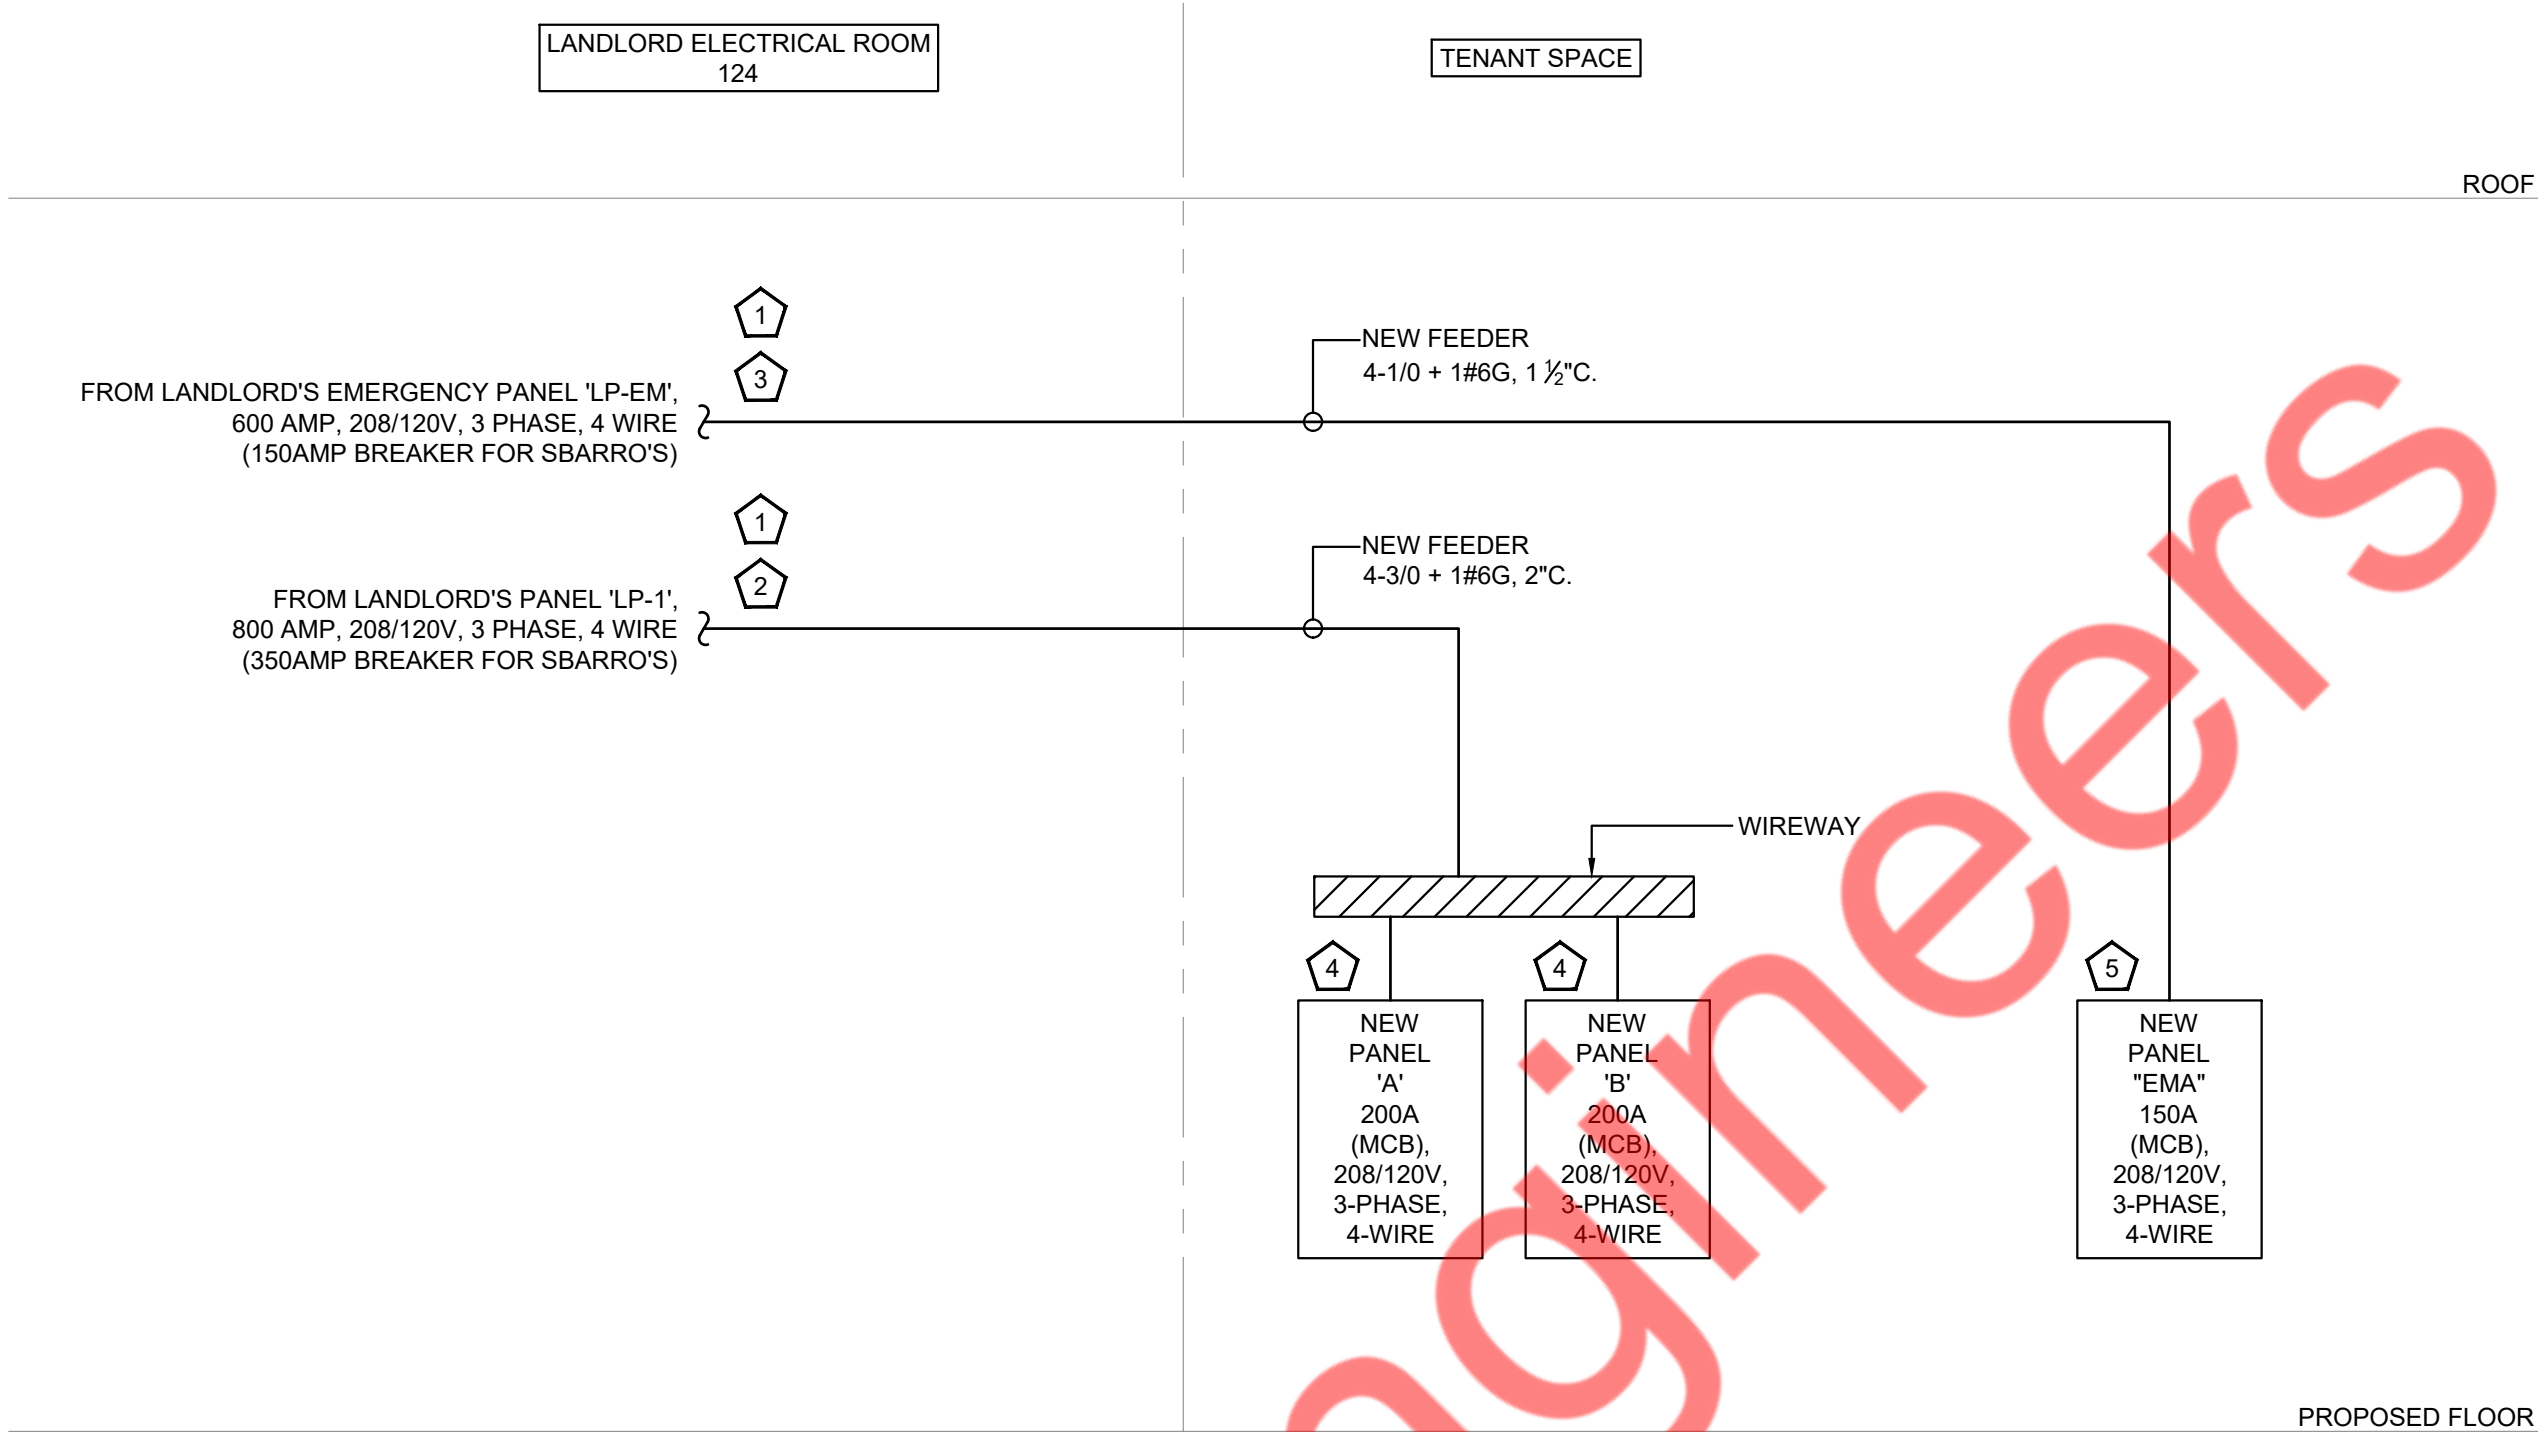 LANDLORD ELECTRICAL ROOM
124
TENANT SPACE
ROOF
1
3
FROM LANDLORD'S EMERGENCY PANEL 'LP-EM',
600 AMP, 208/120V, 3 PHASE, 4 WIRE
(150AMP BREAKER FOR SBARRO'S)
NEW FEEDER
4-1/0 + 1#6G, 1 ½"C.
1
2
FROM LANDLORD'S PANEL 'LP-1',
800 AMP, 208/120V, 3 PHASE, 4 WIRE
(350AMP BREAKER FOR SBARRO'S)
NEW FEEDER
4-3/0 + 1#6G, 2"C.
WIREWAY
4
NEW
PANEL
'A'
200A
(MCB),
208/120V,
3-PHASE,
4-WIRE
4
NEW
PANEL
'B'
200A
(MCB),
208/120V,
3-PHASE,
4-WIRE
5
NEW
PANEL
"EMA"
150A
(MCB),
208/120V,
3-PHASE,
4-WIRE
PROPOSED FLOOR
ngineers